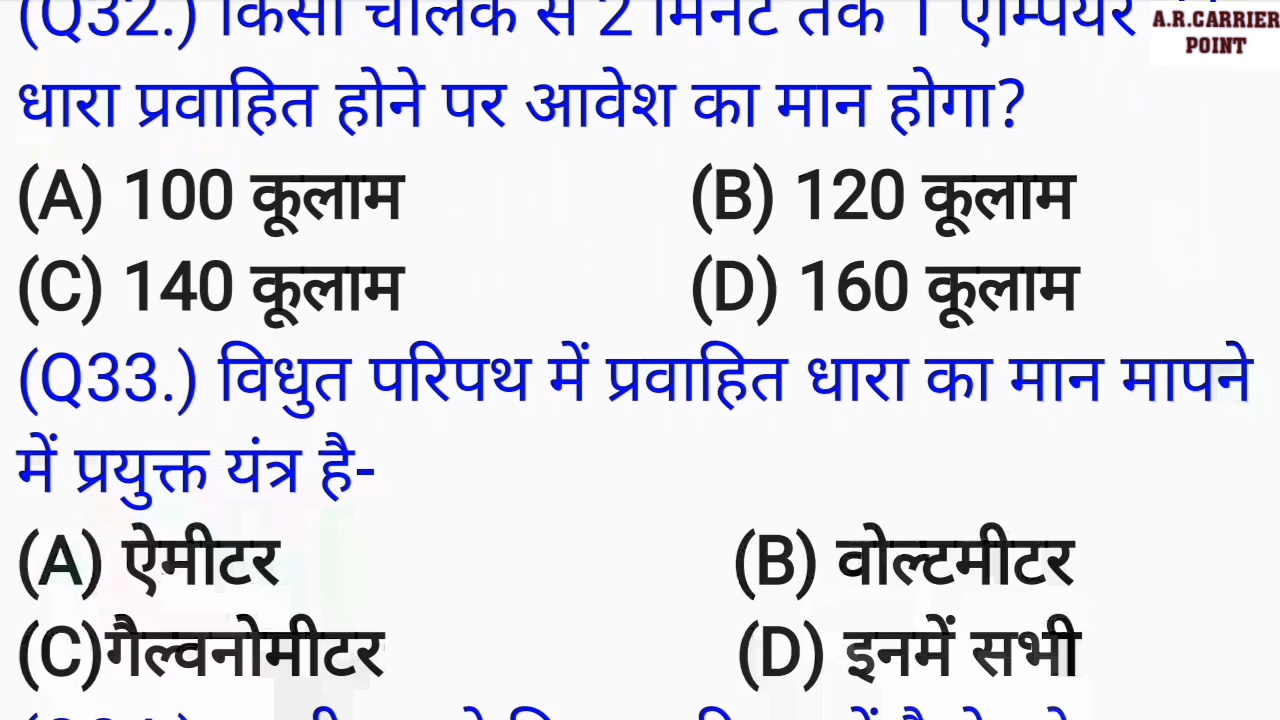 (Q32.) किसी चालक से 2 मिनट तक 1 एम्पियर
A.R.CARRIER
POINT
धारा प्रवाहित होने पर आवेश का मान होगा?
(A) 100 कूलाम (B) 120 कूलाम
(C) 140 कूलाम (D) 160 कूलाम
(Q33.) विधुत परिपथ में प्रवाहित धारा का मान मापने
में प्रयुक्त यंत्र है-
(A) ऐमीटर (B) वोल्टमीटर
(C)गैल्वनोमीटर (D) इनमें सभी